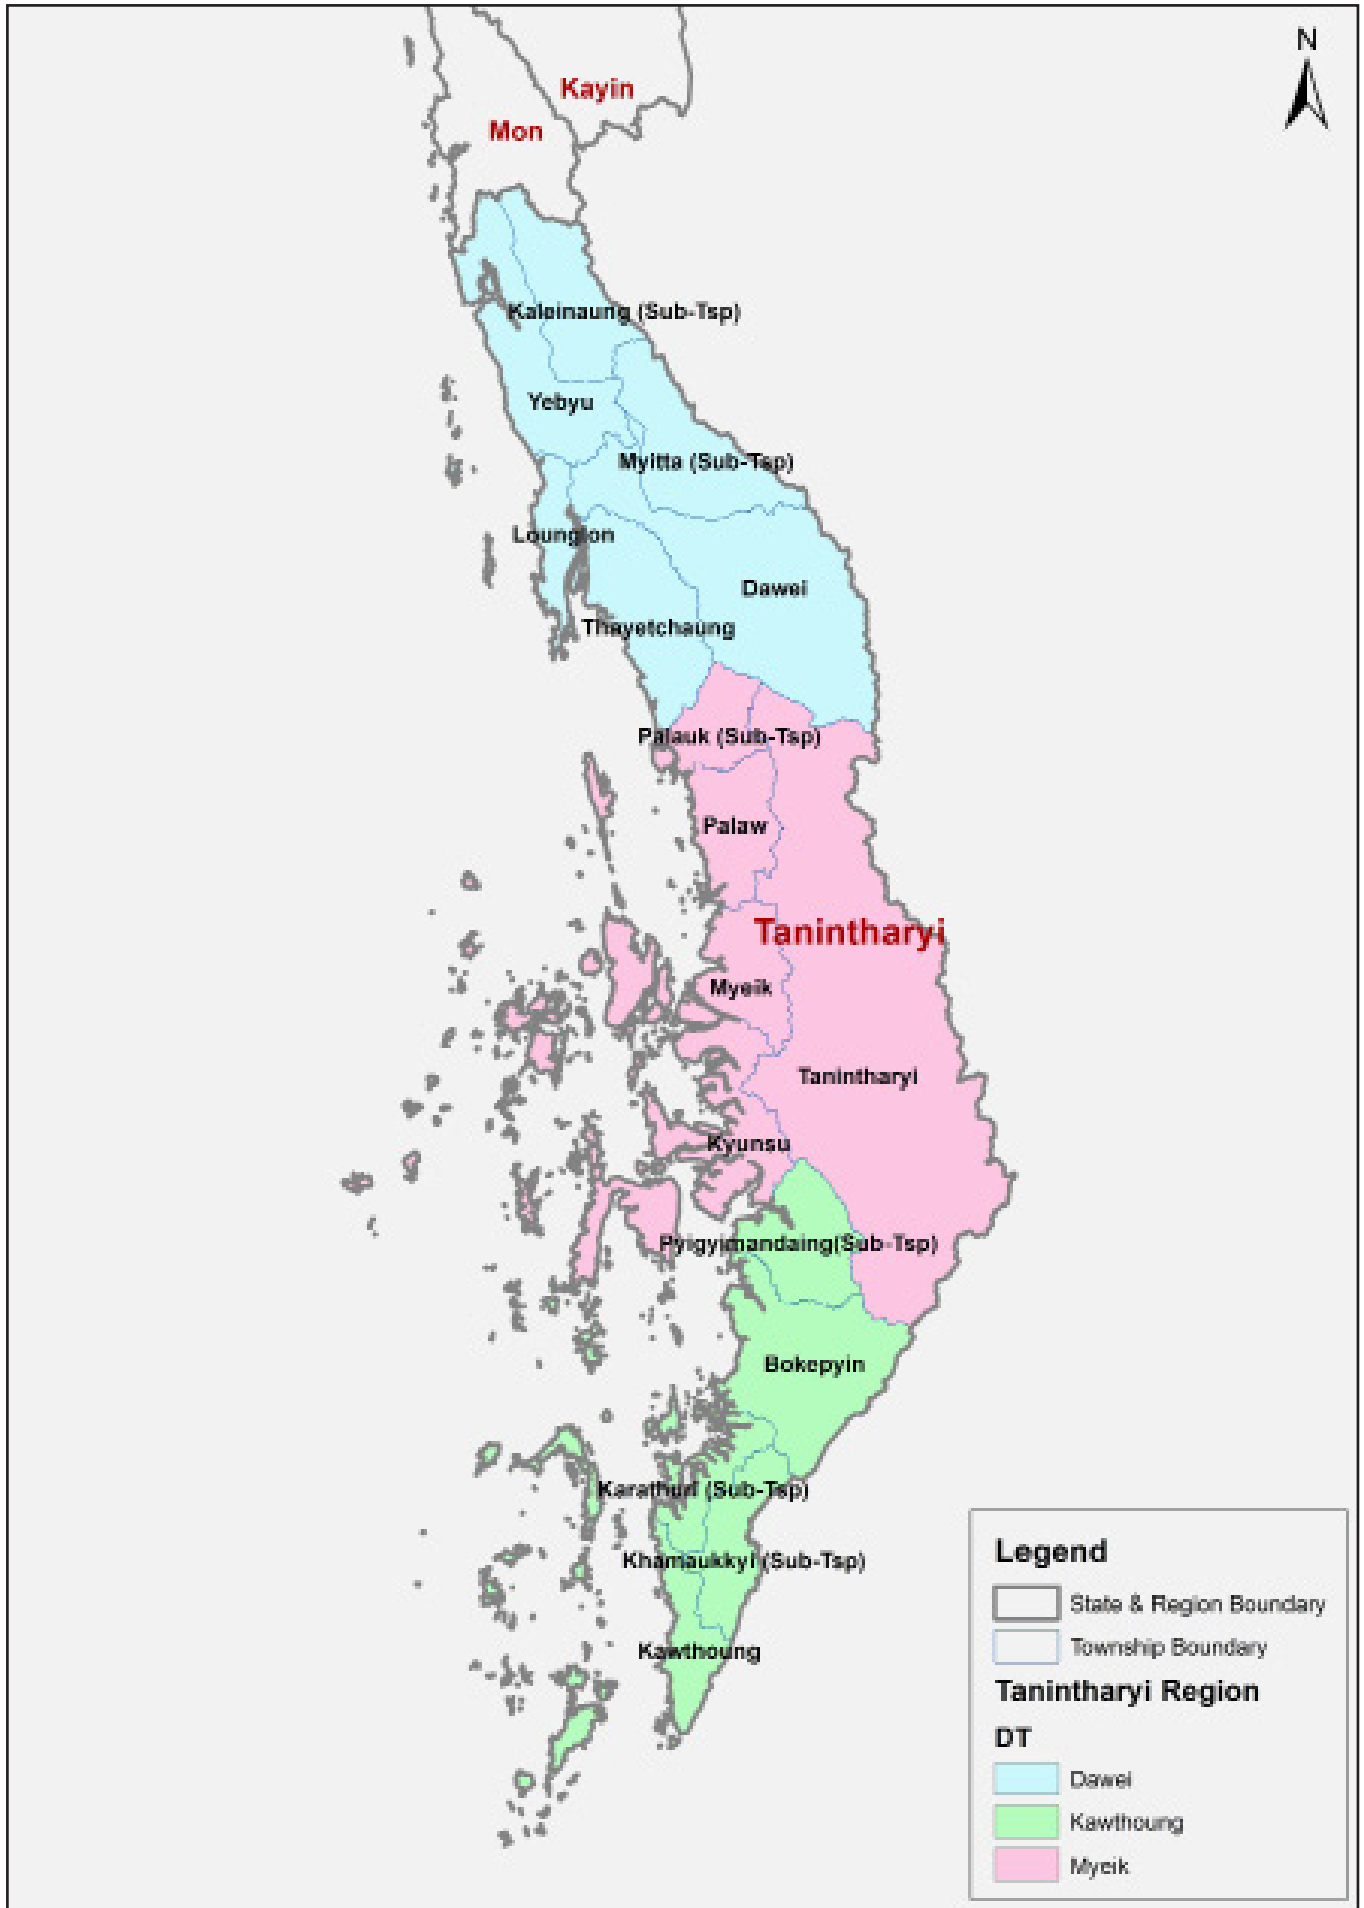 N
Kayin
Mon
Kaleinaung (Sub-Tsp)
Yebyu
Myitta (Sub-Tsp)
Launglon
Dawei
Thayetchaung
Palauk (Sub-Tsp)
Palaw
Tanintharyi
Myeik
Tanintharyi
Kyunsu
Pyigyimandaing(Sub-Tsp)
Bokepyin
Karathuri (Sub-Tsp)
Khamaukkyi (Sub-Tsp)
Kawthoung
Legend
State & Region Boundary
Township Boundary
Tanintharyi Region
DT
Dawei
Kawthoung
Myeik